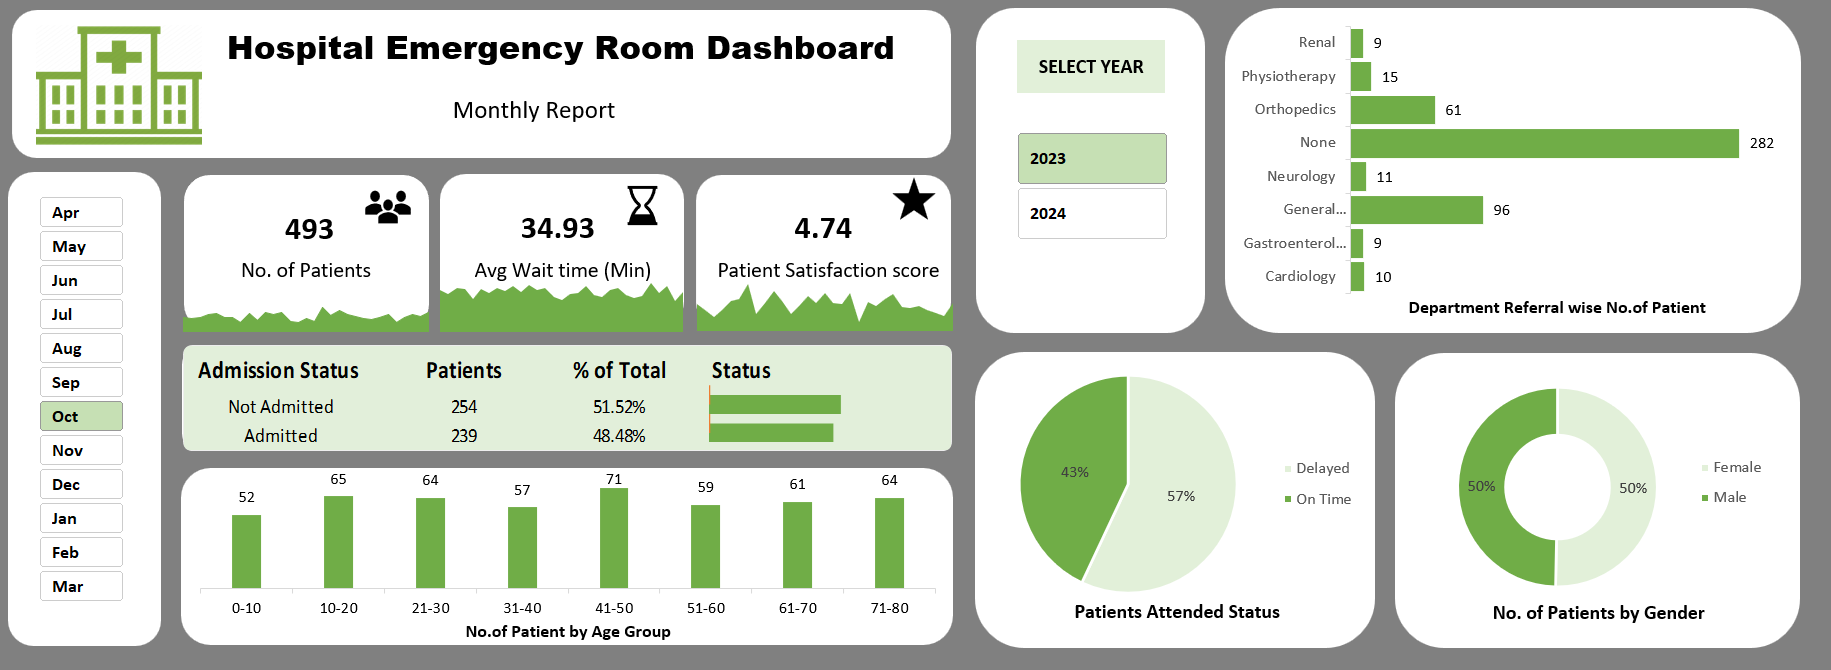 Hospital Emergency Room Dashboard
Monthly Report
Apr
May
Jun
Jul
Aug
Sep
Oct
Nov
Dec
Jan
Feb
Mar
493
No. of Patients
34.93
Avg Wait time (Min)
4.74
Patient Satisfaction score
Admission Status Patients % of Total Status
Not Admitted 254 51.52%
Admitted 239 48.48%
52 65 64 57 71 59 61 64
0-10 10-20 21-30 31-40 41-50 51-60 61-70 71-80
No.of Patient by Age Group
SELECT YEAR
2023
2024
Renal 9
Physiotherapy 15
Orthopedics 61
None 282
Neurology 11
General... 96
Gastroenterol... 9
Cardiology 10
Department Referral wise No.of Patient
43%
57%
Delayed
On Time
Patients Attended Status
50% 50%
Female
Male
No. of Patients by Gender